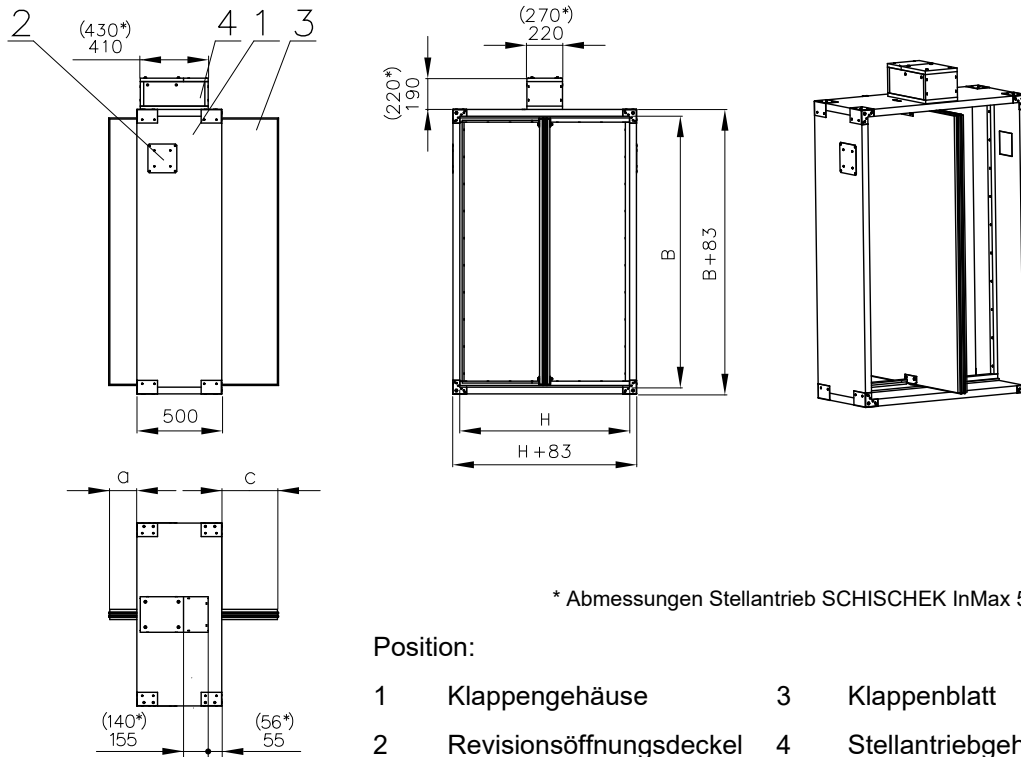 2
(430*)
410
4
1
3
(270*)
220
(220*)
190
500
B
B+83
H
H+83
a
c
(140*)
155
(56*)
55
* Abmessungen Stellantrieb SCHISCHEK InMax
Position:
1 Klappengehäuse 3 Klappenblatt
2 Revisionsöffnungsdeckel 4